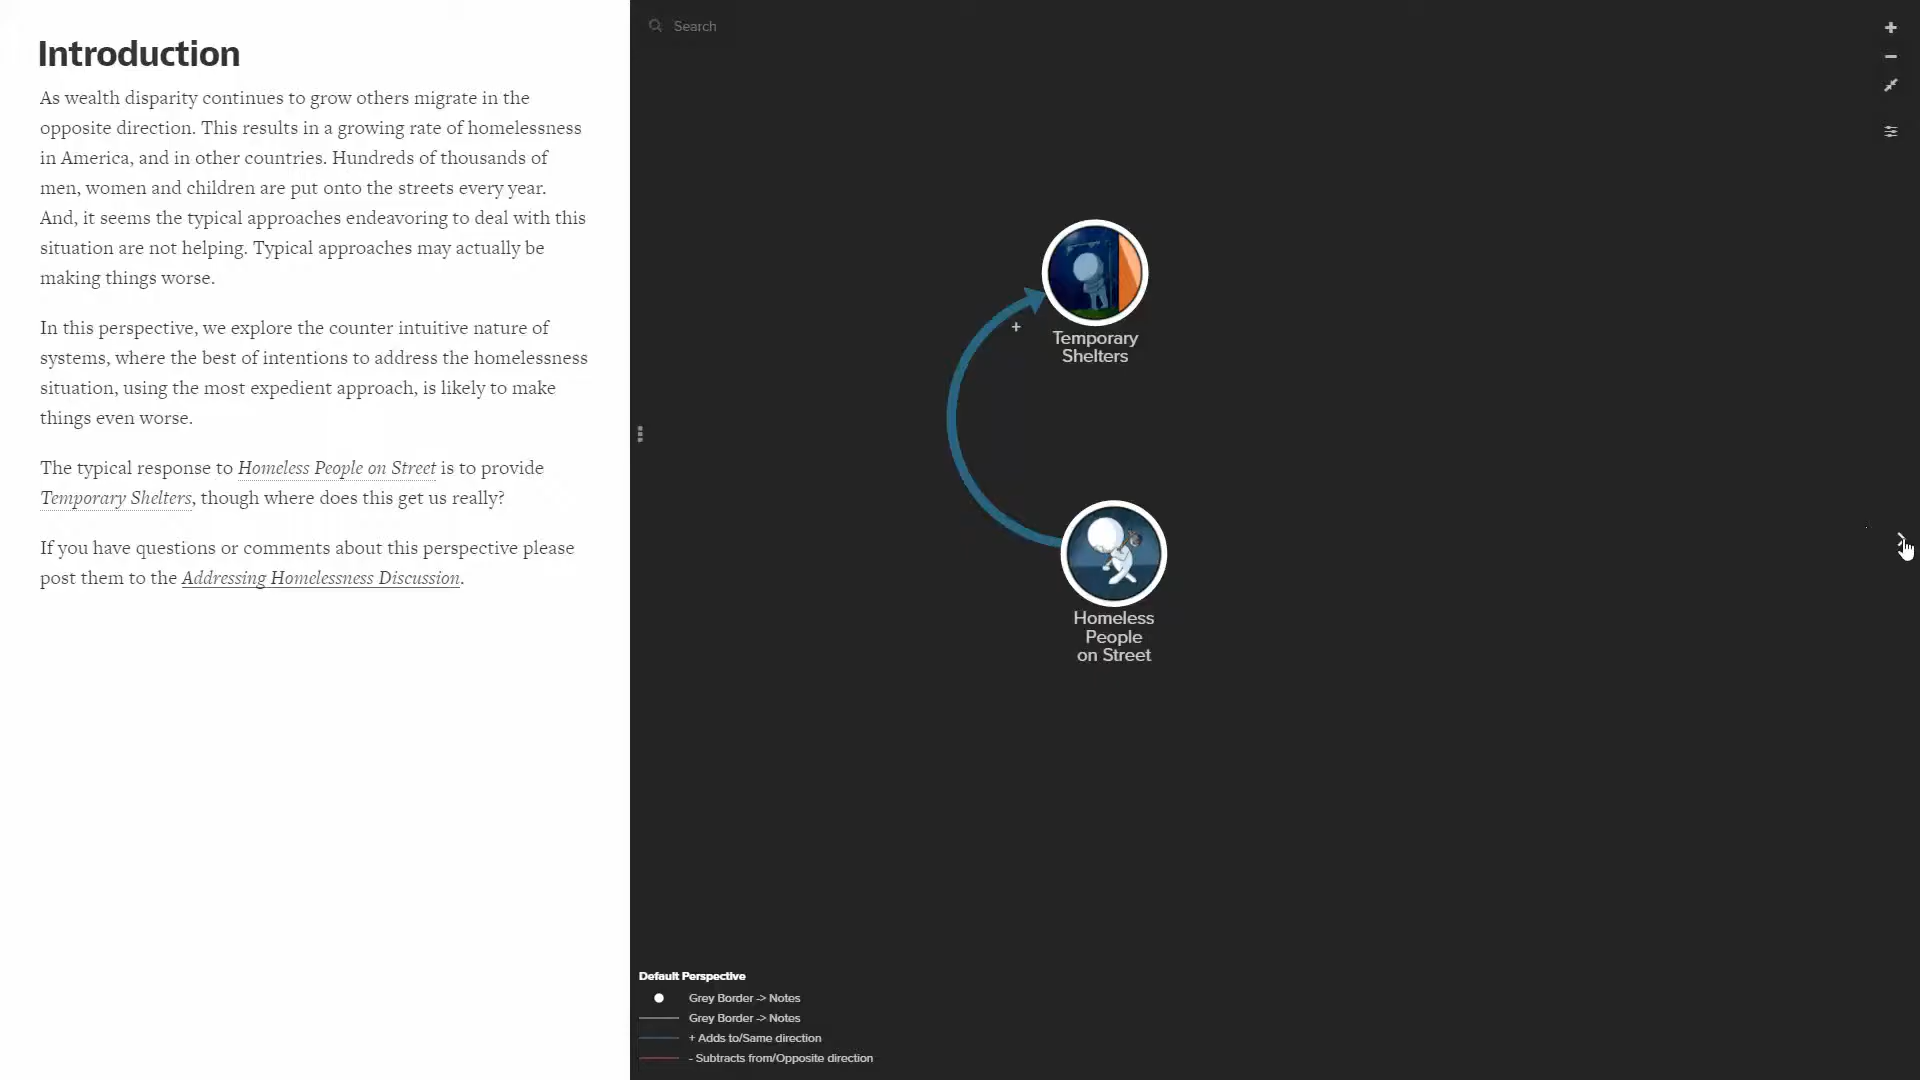 Introduction
As wealth disparity continues to grow others migrate in the
opposite direction. This results in a growing rate of homelessness
in America, and in other countries. Hundreds of thousands of
men, women and children are put onto the streets every year.
And, it seems the typical approaches endeavoring to deal with this
situation are not helping. Typical approaches may actually be
making things worse.
In this perspective, we explore the counter intuitive nature of
systems, where the best of intentions to address the homelessness
situation, using the most expedient approach, is likely to make
things even worse.
The typical response to Homeless People on Street is to provide
Temporary Shelters, though where does this get us really?
If you have questions or comments about this perspective please
post them to the Addressing Homelessness Discussion.
Search
+
Temporary
Shelters
Homeless
People
on Street
Default Perspective
Grey Border -> Notes
Grey Border -> Notes
+ Adds to/Same direction
- Subtracts from/Opposite direction